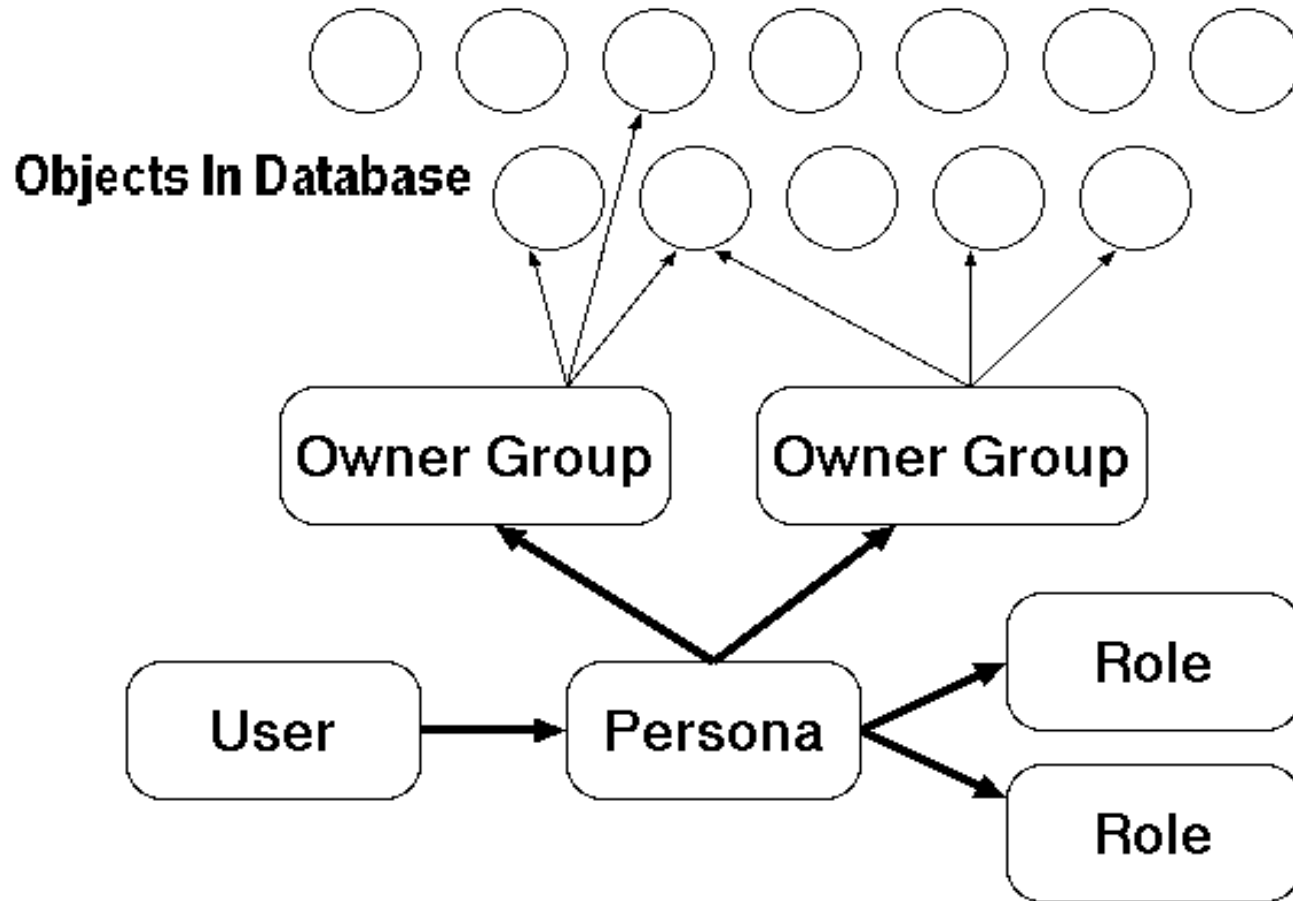 Objects In Database
Owner Group
Owner Group
User
Persona
Role
Role